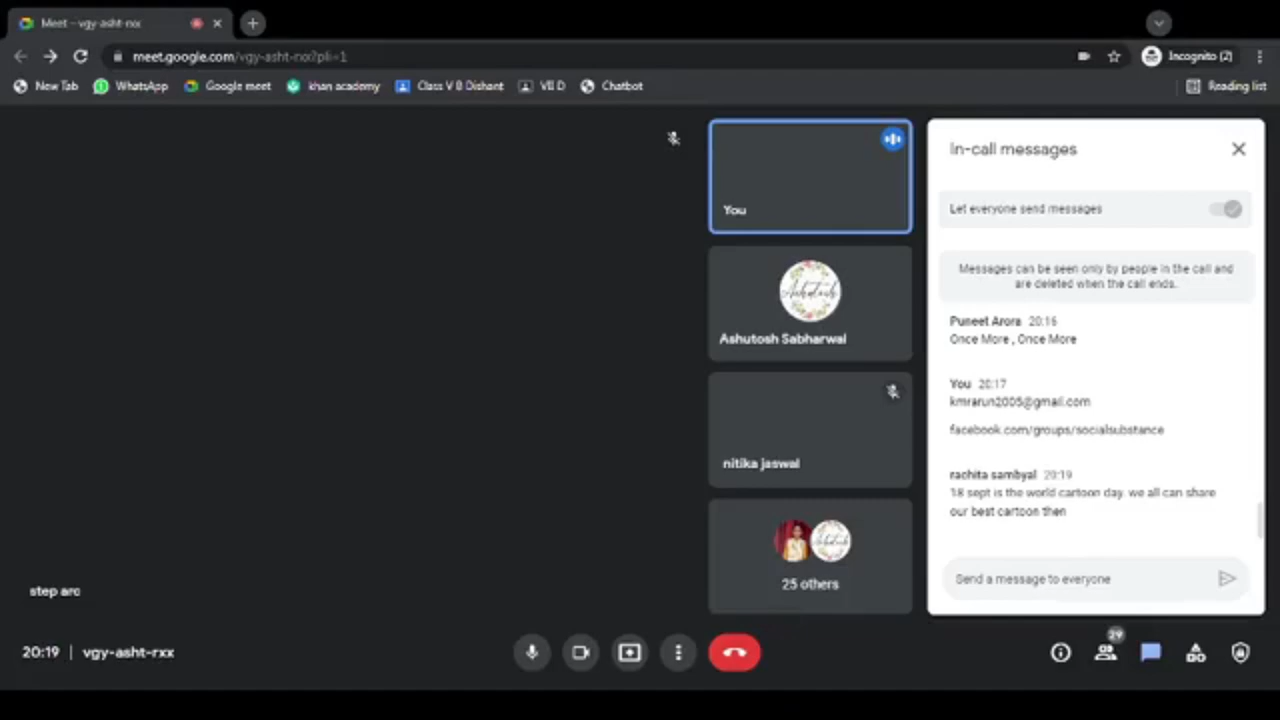 Meet – vgy-asht-rxx
meet.google.com/vgy-asht-rxx?pli=1
Incognito (2)
New Tab
WhatsApp
Google meet
khan academy
Class V B Dishant
VII D
Chatbot
Reading list
You
Ashutosh Sabharwal
nitika jaswal
25 others
step arc
In-call messages
Let everyone send messages
Messages can be seen only by people in the call and
are deleted when the call ends.
Puneet Arora 20:16
Once More , Once More
You 20:17
kmrarun2005@gmail.com
facebook.com/groups/socialsubstance
rachita sambyal 20:19
18 sept is the world cartoon day. we all can share
our best cartoon then
Send a message to everyone
20:19 | vgy-asht-rxx
29